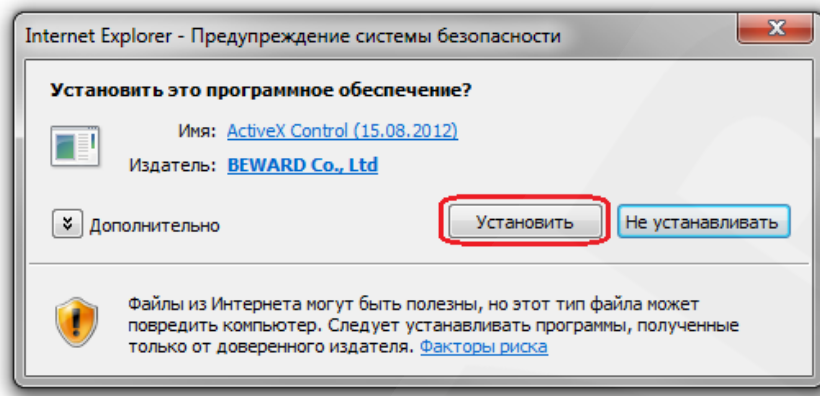 Internet Explorer - Предупреждение системы безопасности
Установить это программное обеспечение?
Имя: ActiveX Control (15.08.2012)
Издатель: BEWARD Co., Ltd
Дополнительно Установить Не устанавливать
Файлы из Интернета могут быть полезны, но этот тип файла может
повредить компьютер. Следует устанавливать программы, полученные
только от доверенного издателя. Факторы риска